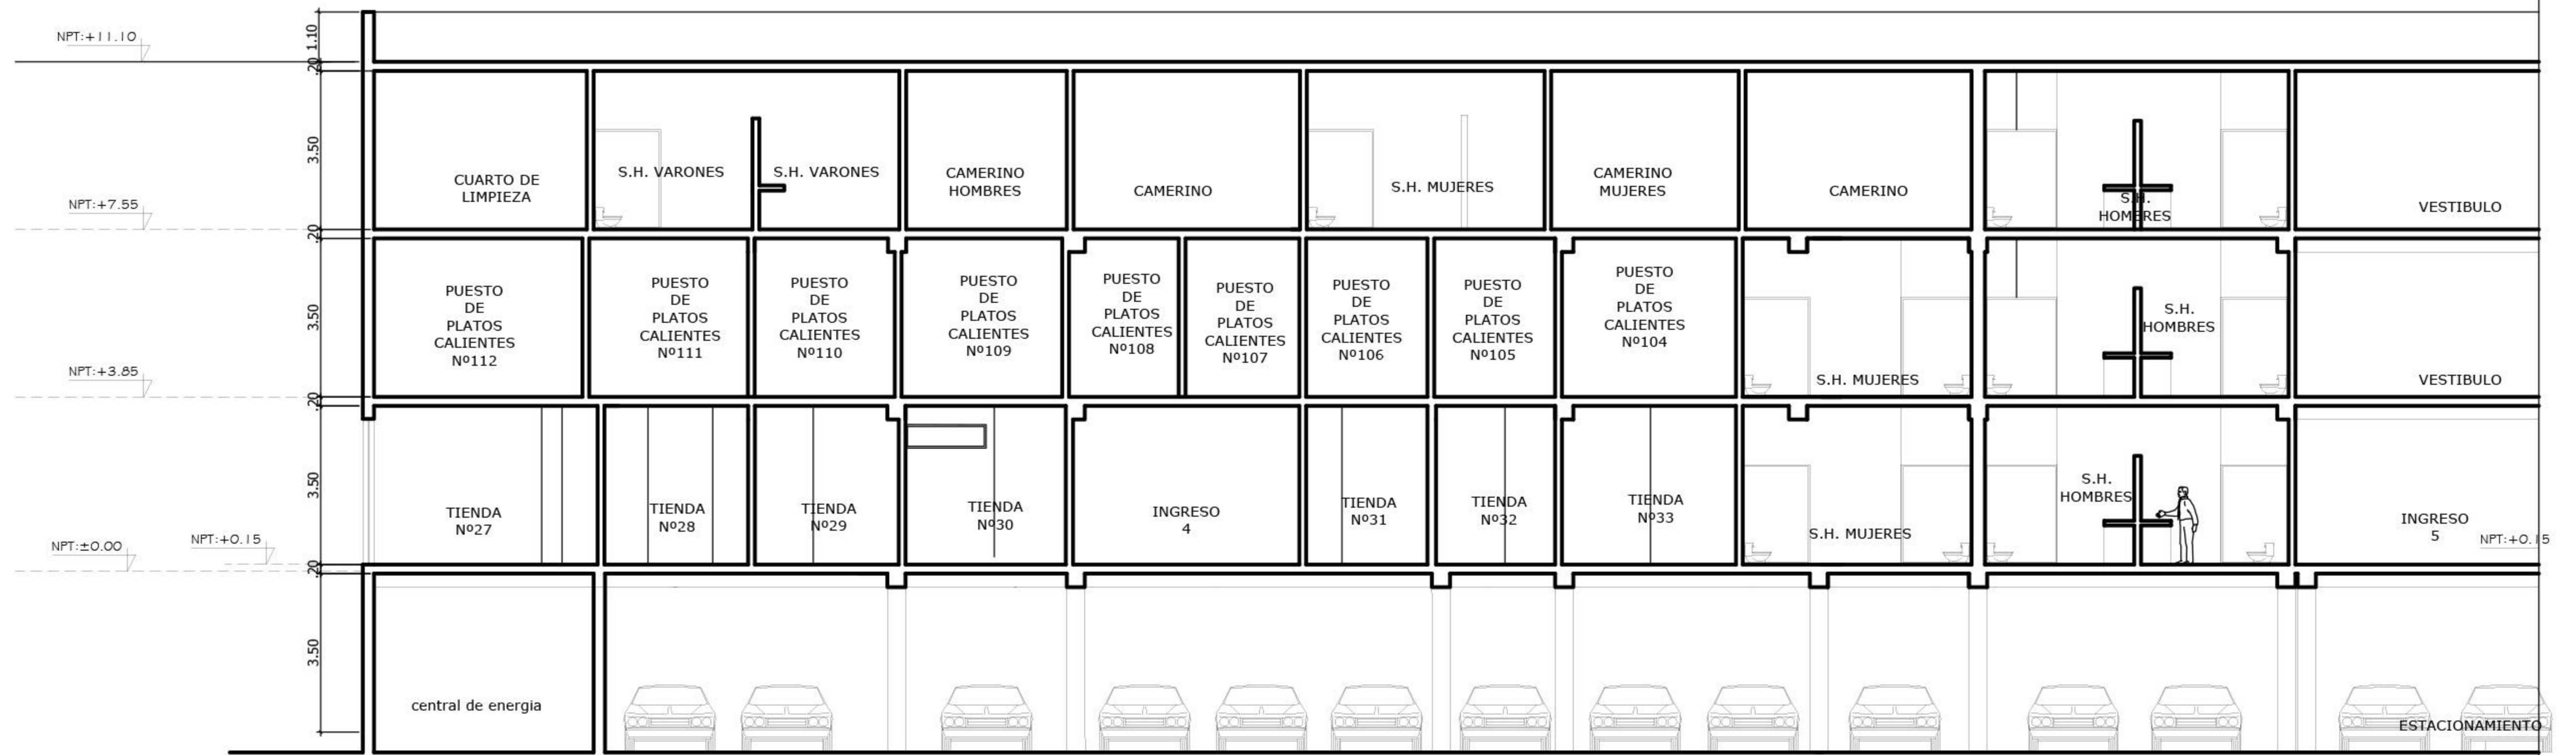 1.10
NPT:+11.10
.20
3.50
CUARTO DE
LIMPIEZA
S.H. VARONES
S.H. VARONES
CAMERINO
HOMBRES
CAMERINO
S.H. MUJERES
CAMERINO
MUJERES
CAMERINO
S.H.
HOMBRES
VESTIBULO
NPT:+7.55
.20
3.50
PUESTO
DE
PLATOS
CALIENTES
Nº112
PUESTO
DE
PLATOS
CALIENTES
Nº111
PUESTO
DE
PLATOS
CALIENTES
Nº110
PUESTO
DE
PLATOS
CALIENTES
Nº109
PUESTO
DE
PLATOS
CALIENTES
Nº108
PUESTO
DE
PLATOS
CALIENTES
Nº107
PUESTO
DE
PLATOS
CALIENTES
Nº106
PUESTO
DE
PLATOS
CALIENTES
Nº105
PUESTO
DE
PLATOS
CALIENTES
Nº104
S.H. MUJERES
S.H.
HOMBRES
VESTIBULO
NPT:+3.85
.20
3.50
TIENDA
Nº27
TIENDA
Nº28
TIENDA
Nº29
TIENDA
Nº30
INGRESO
4
TIENDA
Nº31
TIENDA
Nº32
TIENDA
Nº33
S.H. MUJERES
S.H.
HOMBRES
INGRESO
5
NPT:+0.15
NPT:±0.00
NPT:+0.15
.20
3.50
central de energia
ESTACIONAMIENTO